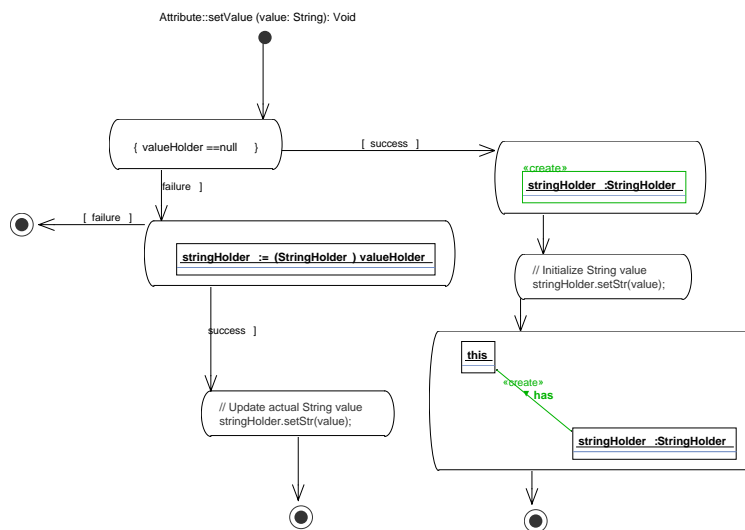 Attribute::setValue (value: String): Void
{ valueHolder ==null }
[ success ]
«create»
stringHolder :StringHolder
failure ]
[ failure ]
stringHolder := (StringHolder ) valueHolder
// Initialize String value
stringHolder.setStr(value);
success ]
this
«create»
has
// Update actual String value
stringHolder.setStr(value);
stringHolder :StringHolder